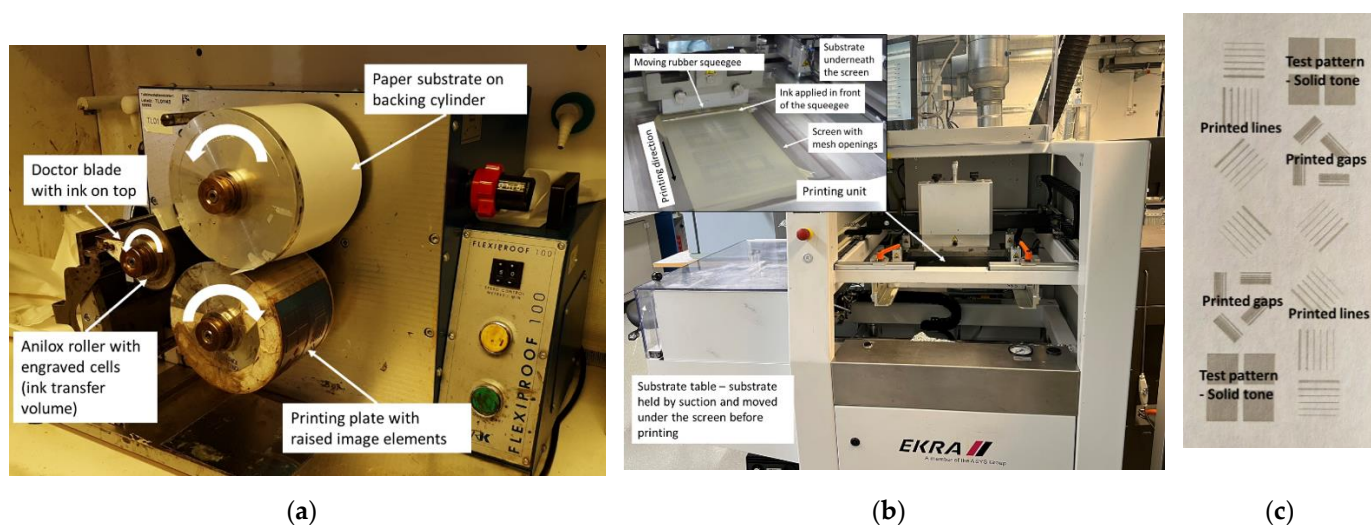 Paper substrate on
backing cylinder
Doctor blade
with ink on top
Anilox roller with
engraved cells
(ink transfer
volume)
Printing plate with
raised image elements
FLEXIPROOF 100
FLEXIPROOF 100
RK
(a)
Moving rubber squeegee
Substrate
underneath
the screen
Ink applied in front
of the squeegee
Screen with
mesh openings
Printing direction
Printing unit
Substrate table – substrate
held by suction and moved
under the screen before
printing
EKRA
(b)
Test pattern
- Solid tone
Printed lines
Printed gaps
Printed gaps
Printed lines
Test pattern
- Solid tone
(c)